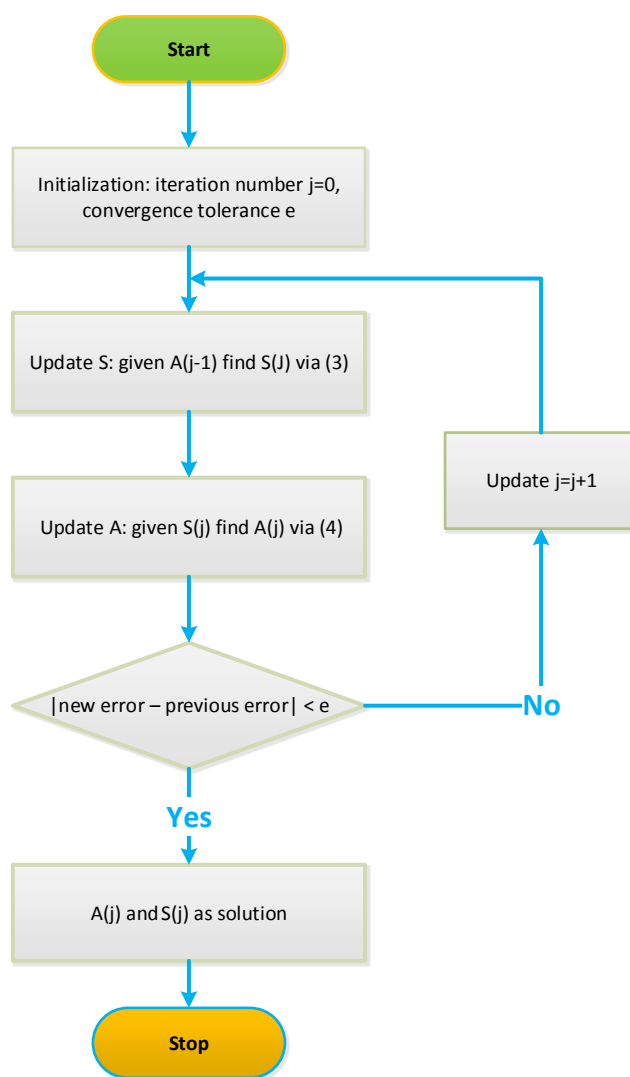 Start
Initialization: iteration number j=0,
convergence tolerance e
Update S: given A(j-1) find S(J) via (3)
Update A: given S(j) find A(j) via (4)
Update j=j+1
|new error – previous error| < e
No
Yes
A(j) and S(j) as solution
Stop